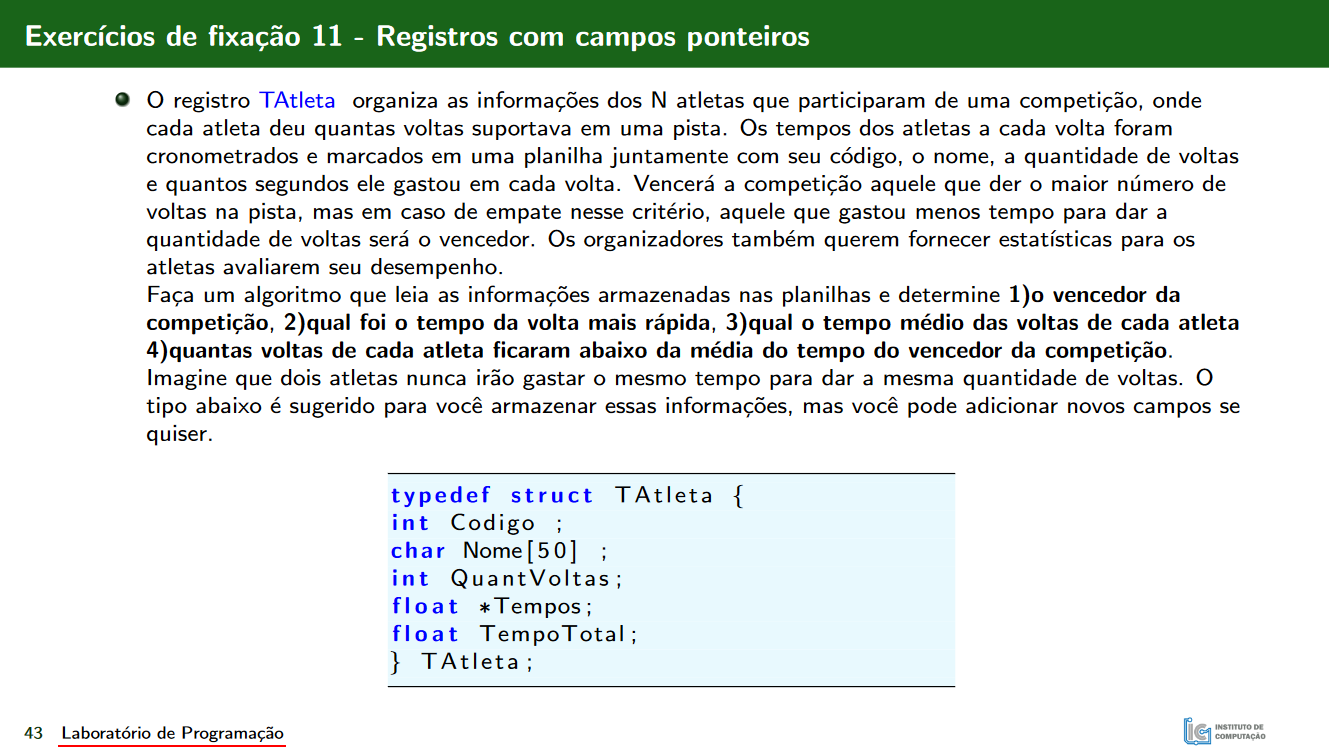 Exercícios de fixação 11 - Registros com campos ponteiros
O registro TAtleta organiza as informações dos N atletas que participaram de uma competição, onde
cada atleta deu quantas voltas suportava em uma pista. Os tempos dos atletas a cada volta foram
cronometrados e marcados em uma planilha juntamente com seu código, o nome, a quantidade de voltas
e quantos segundos ele gastou em cada volta. Vencerá a competição aquele que der o maior número de
voltas na pista, mas em caso de empate nesse critério, aquele que gastou menos tempo para dar a
quantidade de voltas será o vencedor. Os organizadores também querem fornecer estatísticas para os
atletas avaliarem seu desempenho.
Faça um algoritmo que leia as informações armazenadas nas planilhas e determine 1)o vencedor da
competição, 2)qual foi o tempo da volta mais rápida, 3)qual o tempo médio das voltas de cada atleta
4)quantas voltas de cada atleta ficaram abaixo da média do tempo do vencedor da competição.
Imagine que dois atletas nunca irão gastar o mesmo tempo para dar a mesma quantidade de voltas. O
tipo abaixo é sugerido para você armazenar essas informações, mas você pode adicionar novos campos se
quiser.
typedef struct TAtleta {
int Codigo ;
char Nome[50] ;
int QuantVoltas;
float *Tempos;
float TempoTotal;
} TAtleta;
43 Laboratório de Programação
INSTITUTO DE
COMPUTAÇÃO